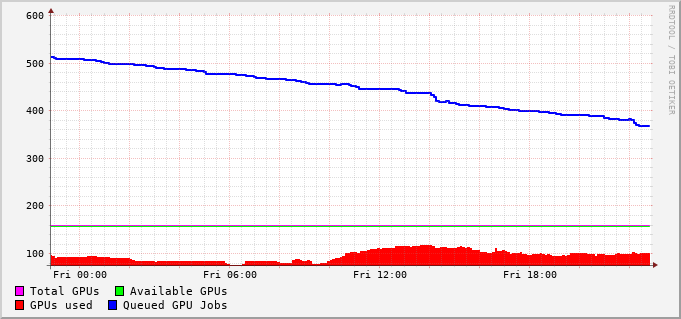 RRDTOOL / TOBI OETIKER
600
500
400
300
200
100
Fri 00:00 Fri 06:00 Fri 12:00 Fri 18:00
Total GPUs Available GPUs
GPUs used Queued GPU Jobs